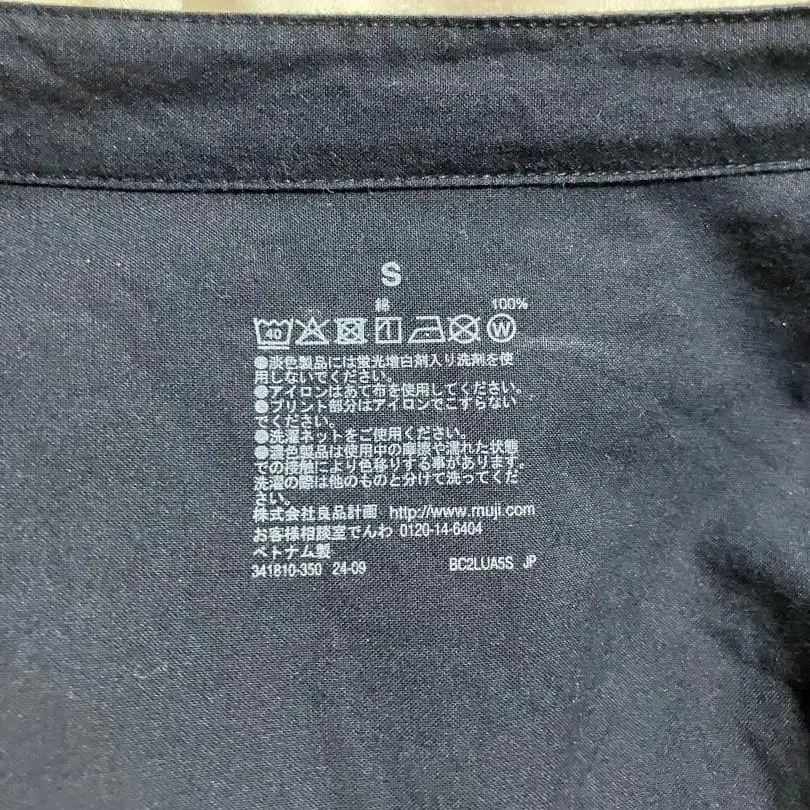 S
綿 100%
40 W
●淡色製品には蛍光増白剤入り洗剤を使
用しないでください。
●アイロンはあて布を使用してください。
●プリント部分はアイロンでこすらない
でください。
●洗濯ネットをご使用ください。
●濃色製品は使用中の摩擦や濡れた状態
での接触により色移りする事があります。
洗濯の際は他のものと分けて洗ってくだ
さい。
株式会社良品計画 http://www.muji.com
お客様相談室でんわ 0120-14-6404
ベトナム製
341810-350 24-09 BC2LUA5S JP